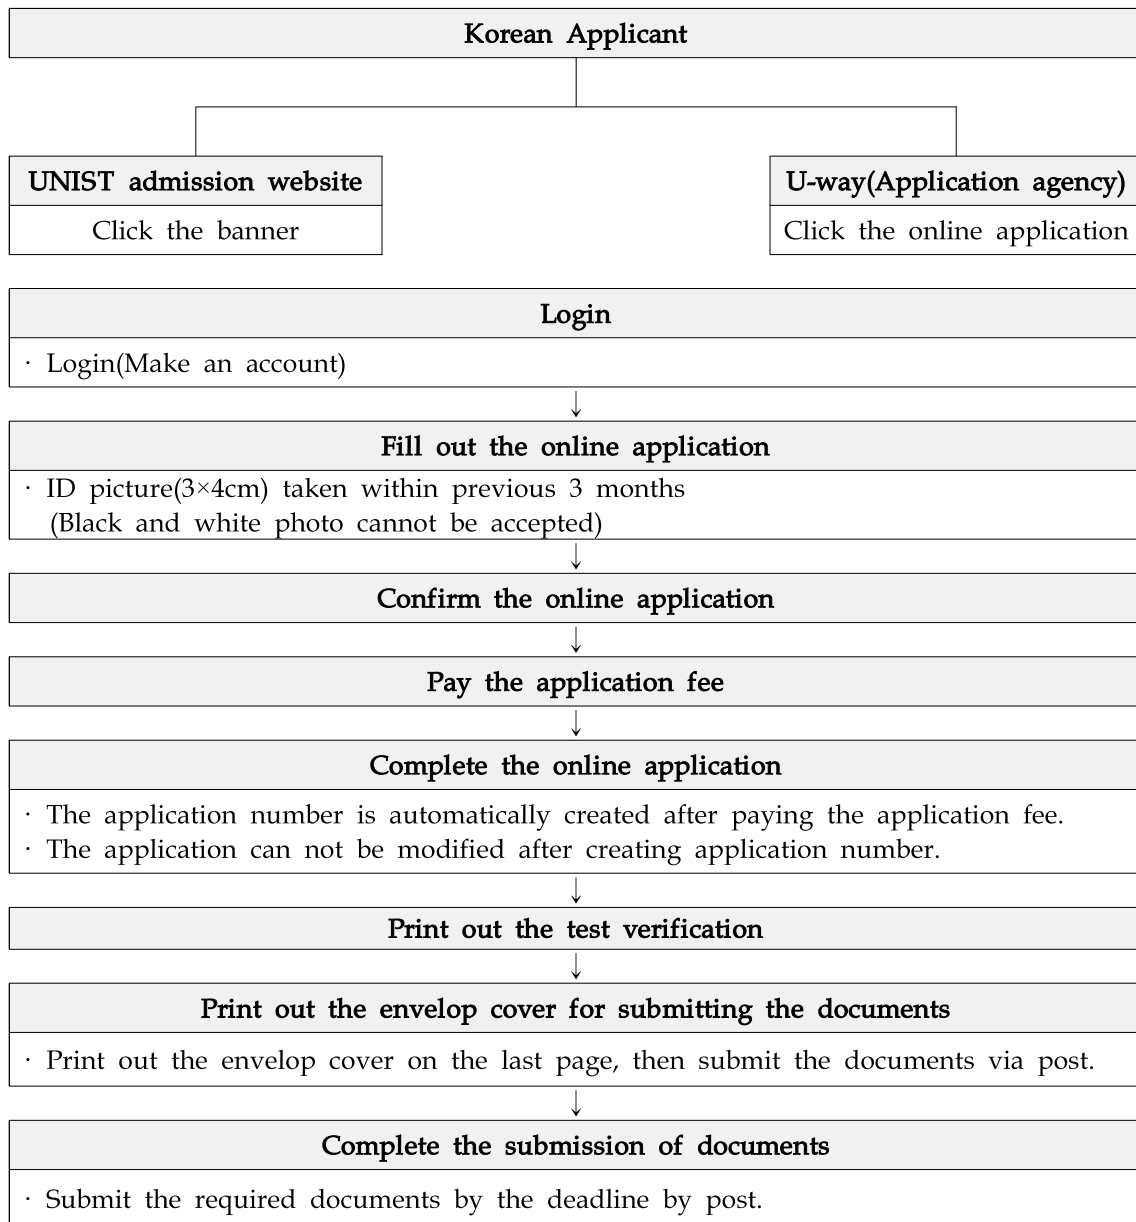 Korean Applicant
UNIST admission website
Click the banner
U-way(Application agency)
Click the online application
Login
· Login(Make an account)
↓
Fill out the online application
· ID picture(3×4cm) taken within previous 3 months
(Black and white photo cannot be accepted)
↓
Confirm the online application
↓
Pay the application fee
↓
Complete the online application
· The application number is automatically created after paying the application fee.
· The application can not be modified after creating application number.
↓
Print out the test verification
↓
Print out the envelop cover for submitting the documents
· Print out the envelop cover on the last page, then submit the documents via post.
↓
Complete the submission of documents
· Submit the required documents by the deadline by post.